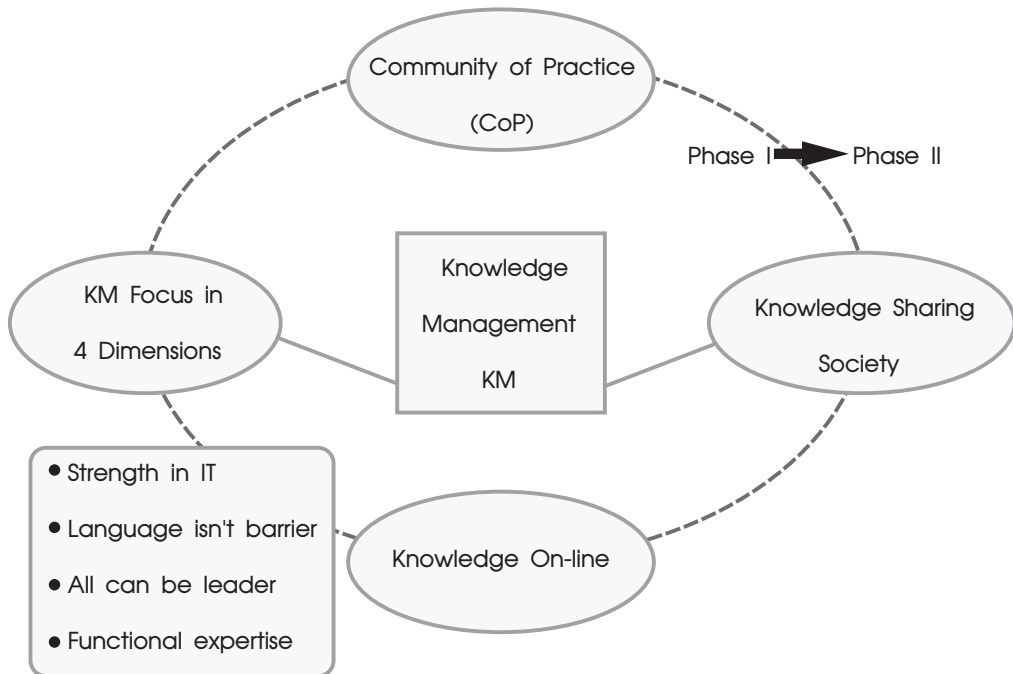 Community of Practice
(CoP)
Phase I Phase II
Knowledge
Management
KM
KM Focus in
4 Dimensions
Knowledge Sharing
Society
• Strength in IT
• Language isn't barrier
• All can be leader
• Functional expertise
Knowledge On-line